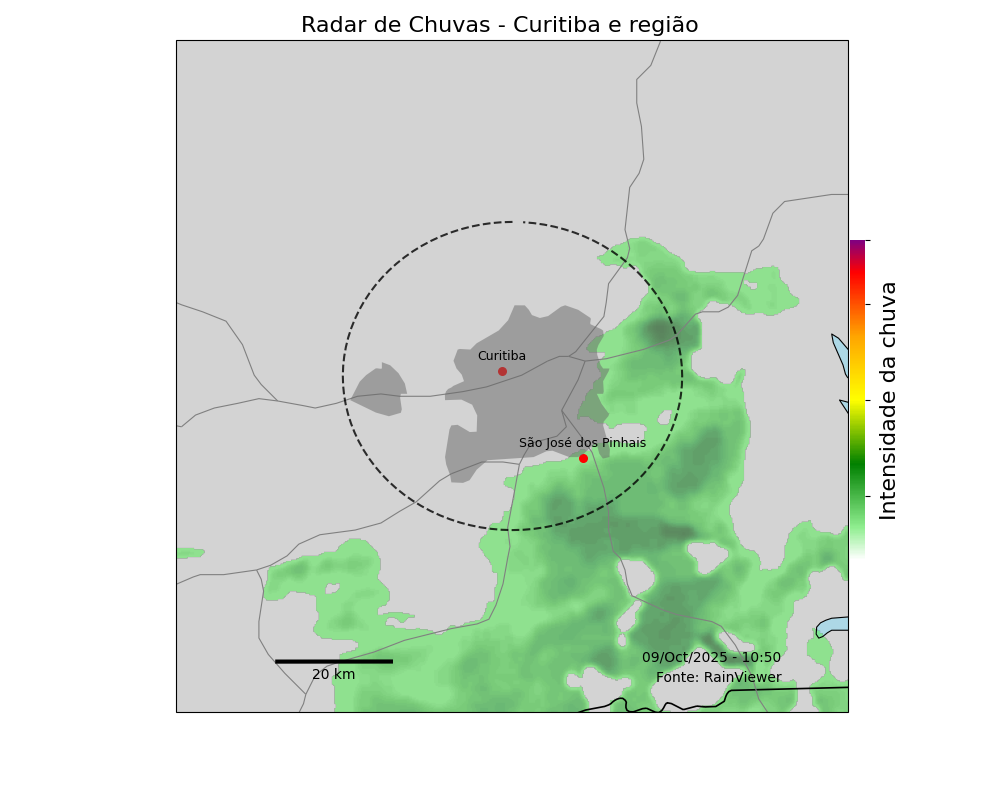 Radar de Chuvas - Curitiba e região
Curitiba
São José dos Pinhais
Intensidade da chuva
09/Oct/2025 - 10:50
20 km
Fonte: RainViewer